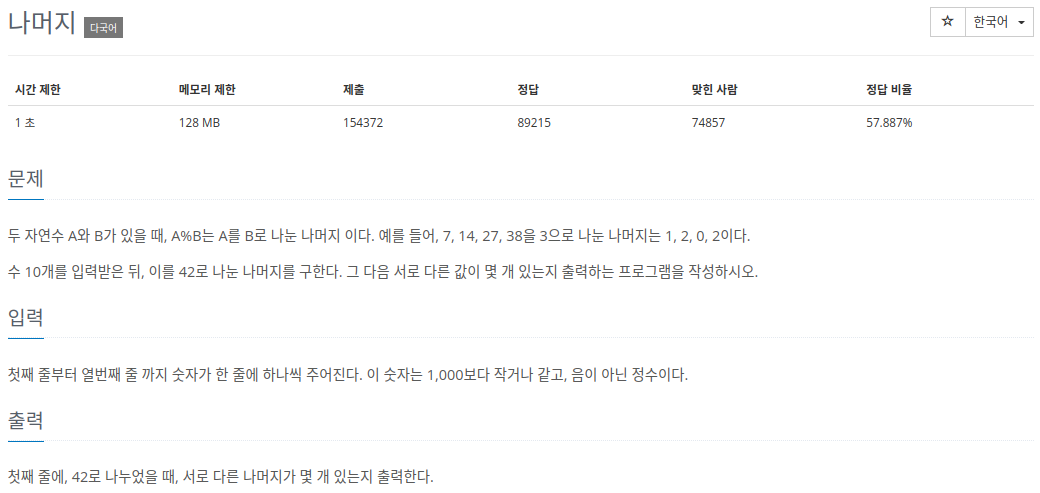 나머지 다국어
☆ 한국어
시간 제한 메모리 제한 제출 정답 맞힌 사람 정답 비율
1 초 128 MB 154372 89215 74857 57.887%
문제
두 자연수 A와 B가 있을 때, A%B는 A를 B로 나눈 나머지 이다. 예를 들어, 7, 14, 27, 38을 3으로 나눈 나머지는 1, 2, 0, 2이다.
수 10개를 입력받은 뒤, 이를 42로 나눈 나머지를 구한다. 그 다음 서로 다른 값이 몇 개 있는지 출력하는 프로그램을 작성하시오.
입력
첫째 줄부터 열번째 줄 까지 숫자가 한 줄에 하나씩 주어진다. 이 숫자는 1,000보다 작거나 같고, 음이 아닌 정수이다.
출력
첫째 줄에, 42로 나누었을 때, 서로 다른 나머지가 몇 개 있는지 출력한다.